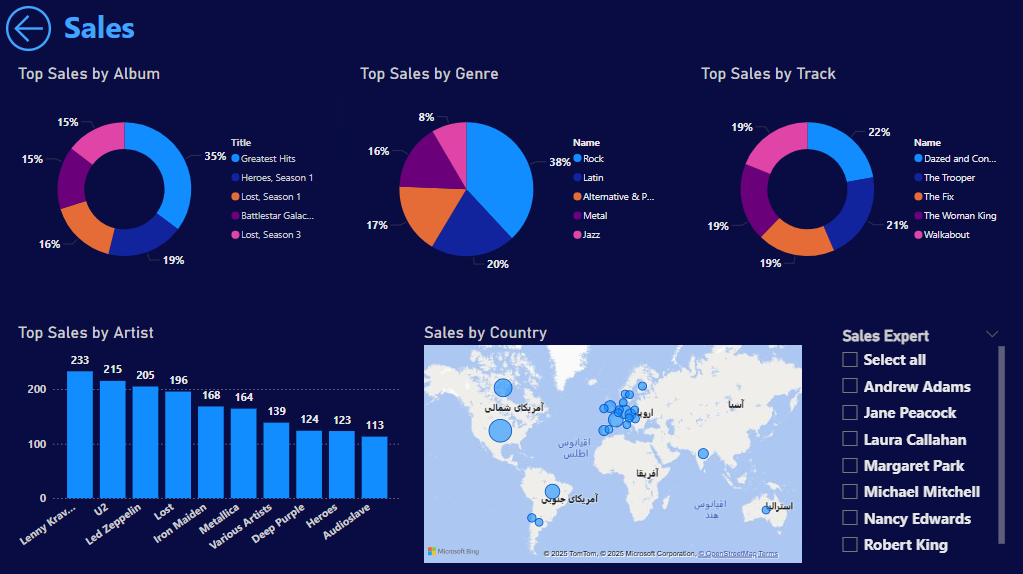 Sales
Top Sales by Album
35%
19%
16%
15%
15%
Title
Greatest Hits
Heroes, Season 1
Lost, Season 1
Battlestar Galac...
Lost, Season 3
Top Sales by Genre
38%
20%
17%
16%
8%
Name
Rock
Latin
Alternative & P...
Metal
Jazz
Top Sales by Track
22%
21%
19%
19%
19%
Name
Dazed and Con...
The Trooper
The Fix
The Woman King
Walkabout
Top Sales by Artist
200
100
0
233
215
205
196
168
164
139
124
123
113
Lenny Krav...
U2
Led Zeppelin
Lost
Iron Maiden
Metallica
Various Artists
Deep Purple
Heroes
Audioslave
Sales by Country
آمریکای شمالی
اروپا
آسیا
اقیانوس
اطلس
آفریقا
آمریکای جنوبی
اقیانوس
هند
استرالیا
Microsoft Bing
© 2025 TomTom, © 2025 Microsoft Corporation, © OpenStreetMap Terms
Sales Expert
Select all
Andrew Adams
Jane Peacock
Laura Callahan
Margaret Park
Michael Mitchell
Nancy Edwards
Robert King